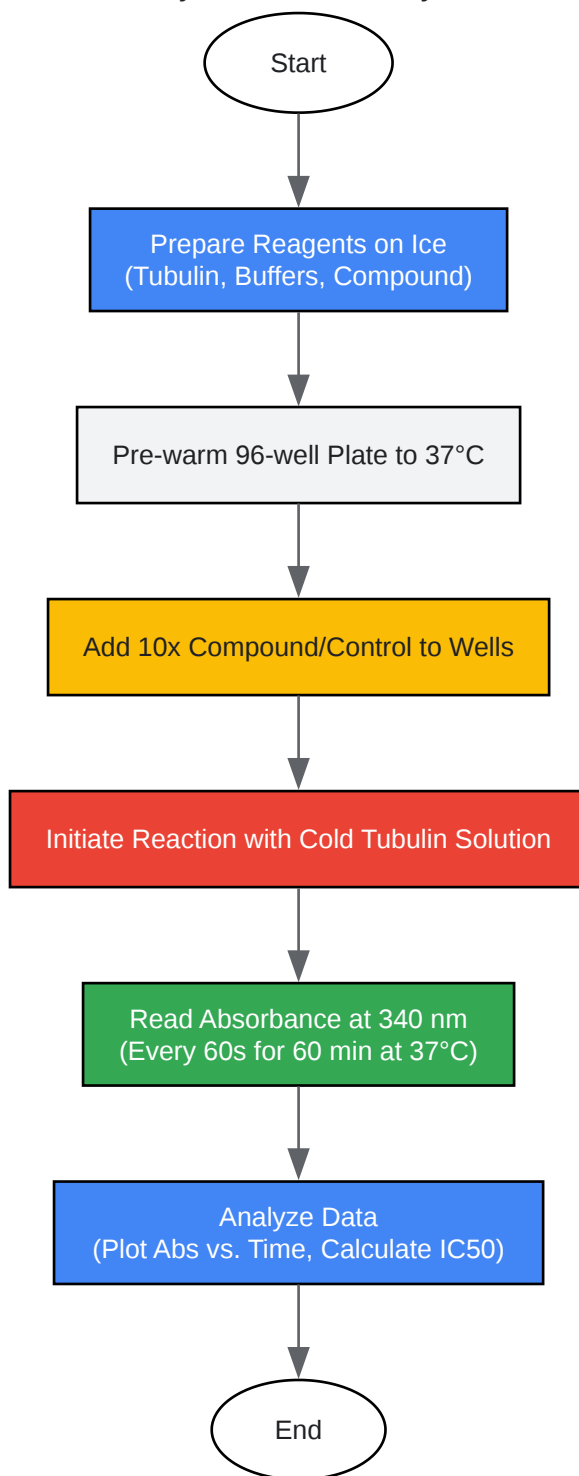 Start
Prepare Reagents on Ice
(Tubulin, Buffers, Compound)
Pre-warm 96-well Plate to 37°C
Add 10x Compound/Control to Wells
Initiate Reaction with Cold Tubulin Solution
Read Absorbance at 340 nm
(Every 60s for 60 min at 37°C)
Analyze Data
(Plot Abs vs. Time, Calculate IC50)
End